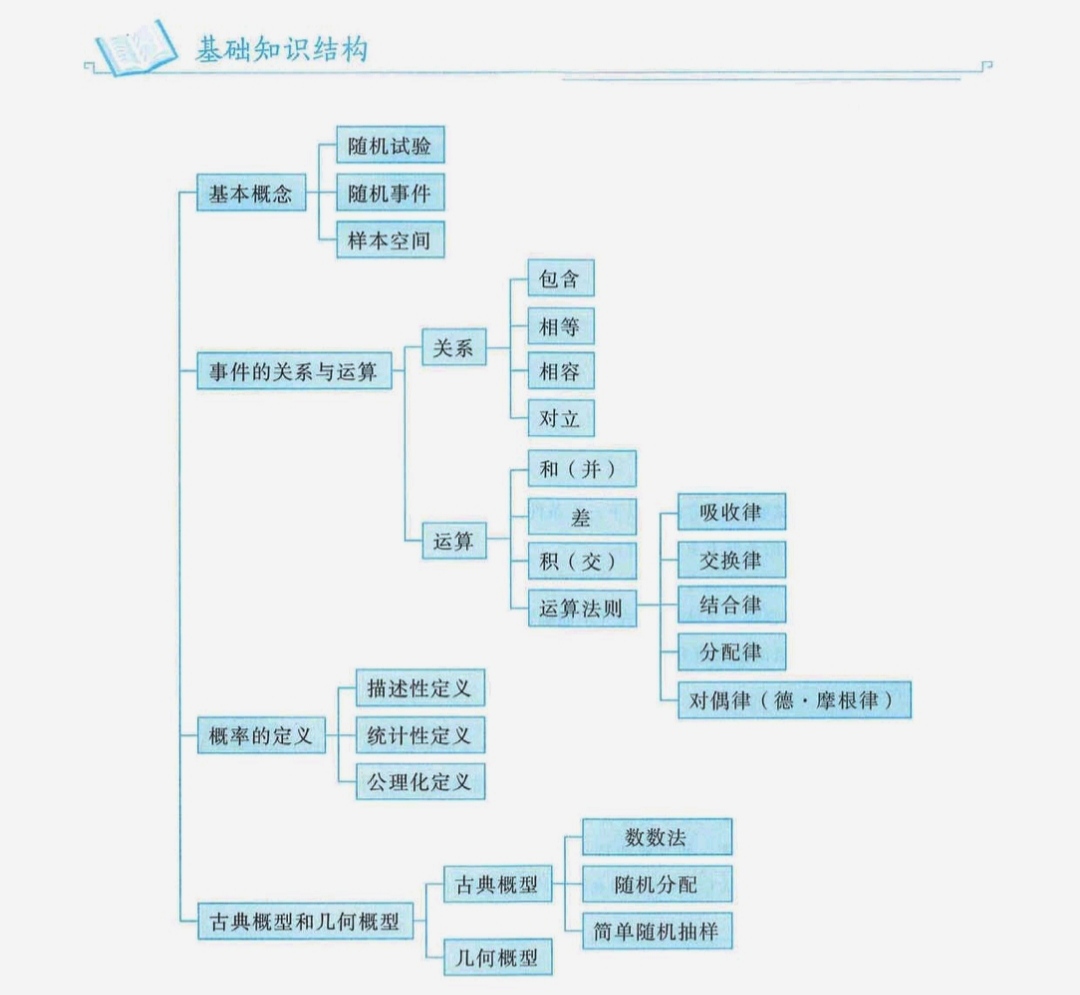 基础知识结构
基本概念
随机试验
随机事件
样本空间
事件的关系与运算
关系
包含
相等
相容
对立
运算
和（并）
差
积（交）
运算法则
吸收律
交换律
结合律
分配律
对偶律（德·摩根律）
概率的定义
描述性定义
统计性定义
公理化定义
古典概型和几何概型
古典概型
数数法
随机分配
简单随机抽样
几何概型